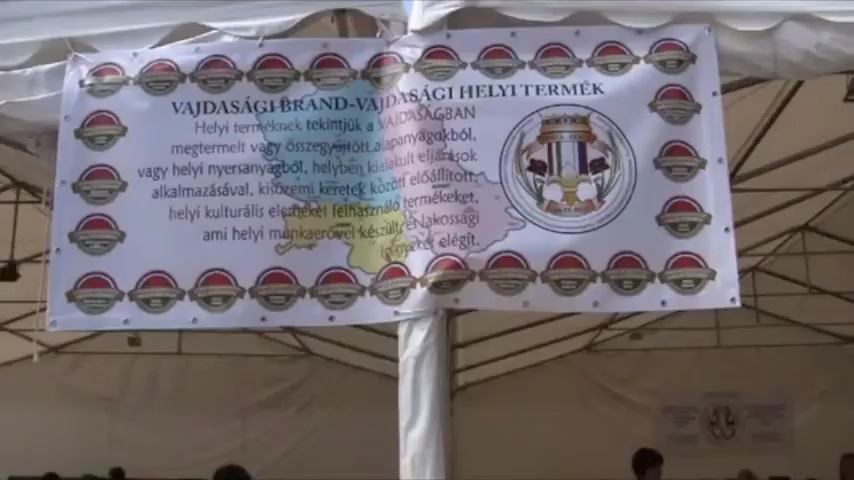 VAJDASÁGI BRAND-VAJDASÁGI HELYI TERMÉK
Helyi terméknek tekintjük a VAJDASÁGBAN
megtermelt vagy összegyűjtött alapanyagokból,
vagy helyi nyersanyagból, helyben kialakult eljárások
alkalmazásával, kisüzemi keretek között előállított,
helyi kulturális elemeket felhasználó termékeket,
ami helyi munkaerővel készült és lakossági
igényeket elégít.